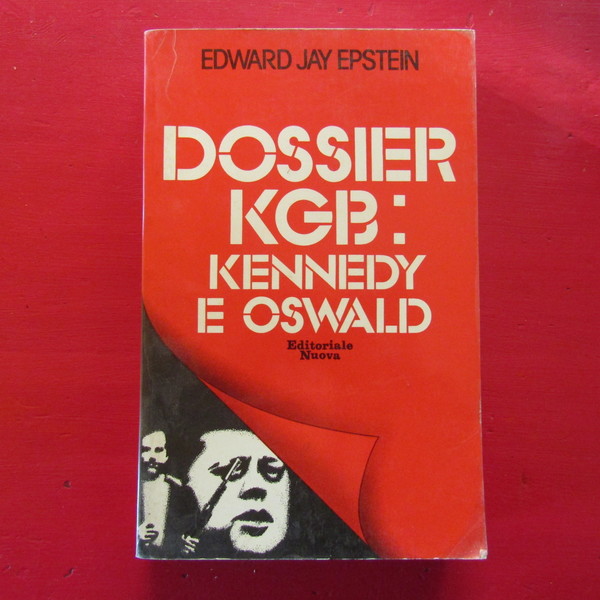 EDWARD JAY EPSTEIN
DOSSIER
KGB:
KENNEDY
E OSWALD
Editoriale
Nuova